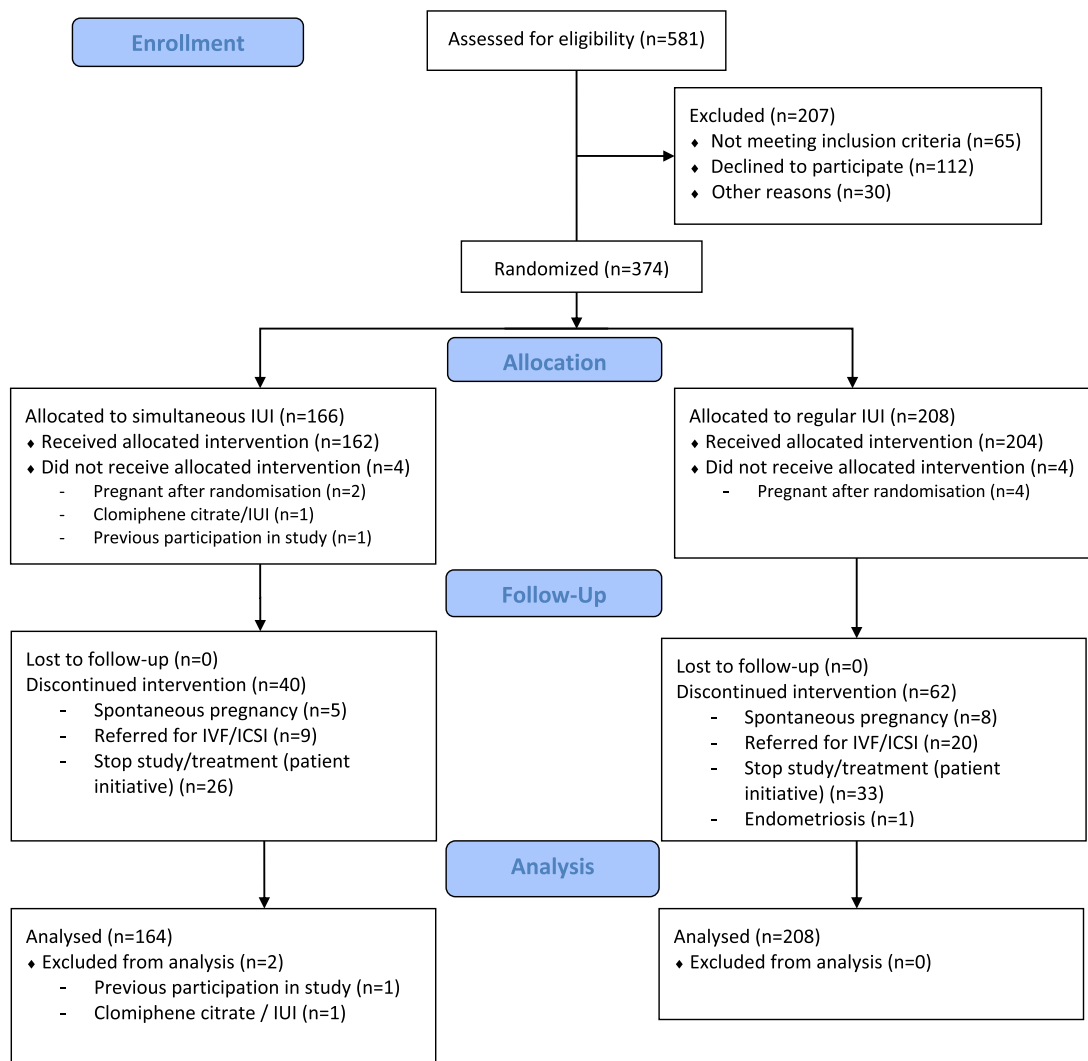 Enrollment
Assessed for eligibility (n=581)
Excluded (n=207)
♦ Not meeting inclusion criteria (n=65)
♦ Declined to participate (n=112)
♦ Other reasons (n=30)
Randomized (n=374)
Allocation
Allocated to simultaneous IUI (n=166)
♦ Received allocated intervention (n=162)
♦ Did not receive allocated intervention (n=4)
- Pregnant after randomisation (n=2)
- Clomiphene citrate/IUI (n=1)
- Previous participation in study (n=1)
Allocated to regular IUI (n=208)
♦ Received allocated intervention (n=204)
♦ Did not receive allocated intervention (n=4)
- Pregnant after randomisation (n=4)
Follow-Up
Lost to follow-up (n=0)
Discontinued intervention (n=40)
- Spontaneous pregnancy (n=5)
- Referred for IVF/ICSI (n=9)
- Stop study/treatment (patient
initiative) (n=26)
Lost to follow-up (n=0)
Discontinued intervention (n=62)
- Spontaneous pregnancy (n=8)
- Referred for IVF/ICSI (n=20)
- Stop study/treatment (patient
initiative) (n=33)
- Endometriosis (n=1)
Analysis
Analysed (n=164)
♦ Excluded from analysis (n=2)
- Previous participation in study (n=1)
- Clomiphene citrate / IUI (n=1)
Analysed (n=208)
♦ Excluded from analysis (n=0)